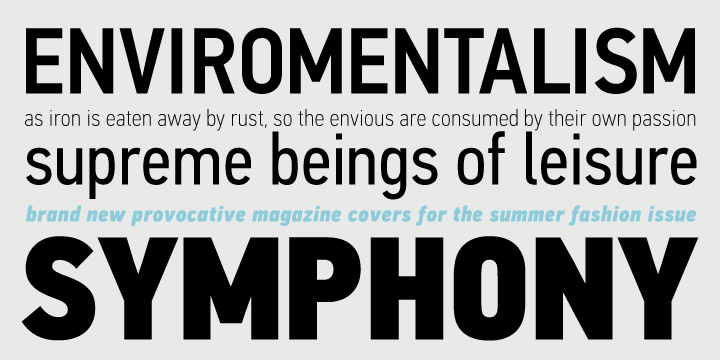 ENVIROMENTALISM
as iron is eaten away by rust, so the envious are consumed by their own passion
supreme beings of leisure
brand new provocative magazine covers for the summer fashion issue
SYMPHONY